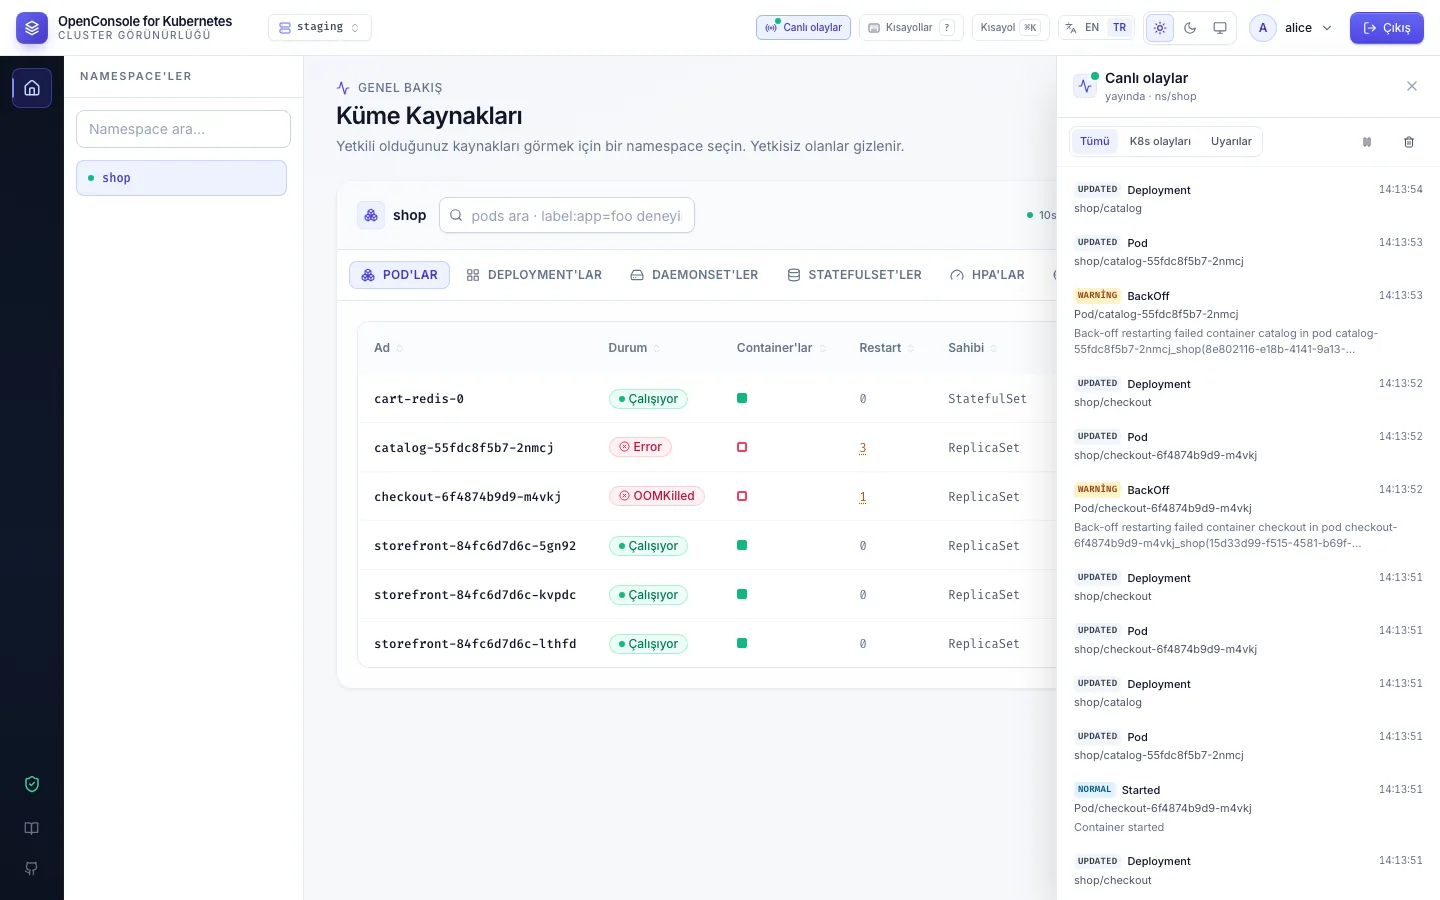 OpenConsole for Kubernetes
CLUSTER GÖRÜNÜRLÜĞÜ
staging
Canlı olaylar
Kısayollar ?
Kısayol ⌘K
EN TR
A alice
Çıkış
NAMESPACE'LER
Namespace ara...
shop
GENEL BAKIŞ
Küme Kaynakları
Yetkili olduğunuz kaynakları görmek için bir namespace seçin. Yetkisiz olanlar gizlenir.
shop
pods ara · label:app=foo deneyi
10s
POD'LAR DEPLOYMENT'LAR DAEMONSET'LER STATEFULSET'LER HPA'LAR
Ad Durum Container'lar Restart Sahibi
cart-redis-0 Çalışıyor 0 StatefulSet
catalog-55fdc8f5b7-2nmcj Error 3 ReplicaSet
checkout-6f4874b9d9-m4vkj OOMKilled 1 ReplicaSet
storefront-84fc6d7d6c-5gn92 Çalışıyor 0 ReplicaSet
storefront-84fc6d7d6c-kvpdc Çalışıyor 0 ReplicaSet
storefront-84fc6d7d6c-lthfd Çalışıyor 0 ReplicaSet
Canlı olaylar
yayında · ns/shop
Tümü K8s olayları Uyarılar
UPDATED Deployment 14:13:54
shop/catalog
UPDATED Pod 14:13:53
shop/catalog-55fdc8f5b7-2nmcj
WARNİNG BackOff 14:13:53
Pod/catalog-55fdc8f5b7-2nmcj
Back-off restarting failed container catalog in pod catalog-
55fdc8f5b7-2nmcj_shop(8e802116-e18b-4141-9a13-...
UPDATED Deployment 14:13:52
shop/checkout
UPDATED Pod 14:13:52
shop/checkout-6f4874b9d9-m4vkj
WARNİNG BackOff 14:13:52
Pod/checkout-6f4874b9d9-m4vkj
Back-off restarting failed container checkout in pod checkout-
6f4874b9d9-m4vkj_shop(15d33d99-f515-4581-b69f-...
UPDATED Deployment 14:13:51
shop/checkout
UPDATED Pod 14:13:51
shop/checkout-6f4874b9d9-m4vkj
UPDATED Deployment 14:13:51
shop/catalog
UPDATED Pod 14:13:51
shop/catalog-55fdc8f5b7-2nmcj
NORMAL Started 14:13:51
Pod/checkout-6f4874b9d9-m4vkj
Container started
UPDATED Deployment 14:13:51
shop/checkout